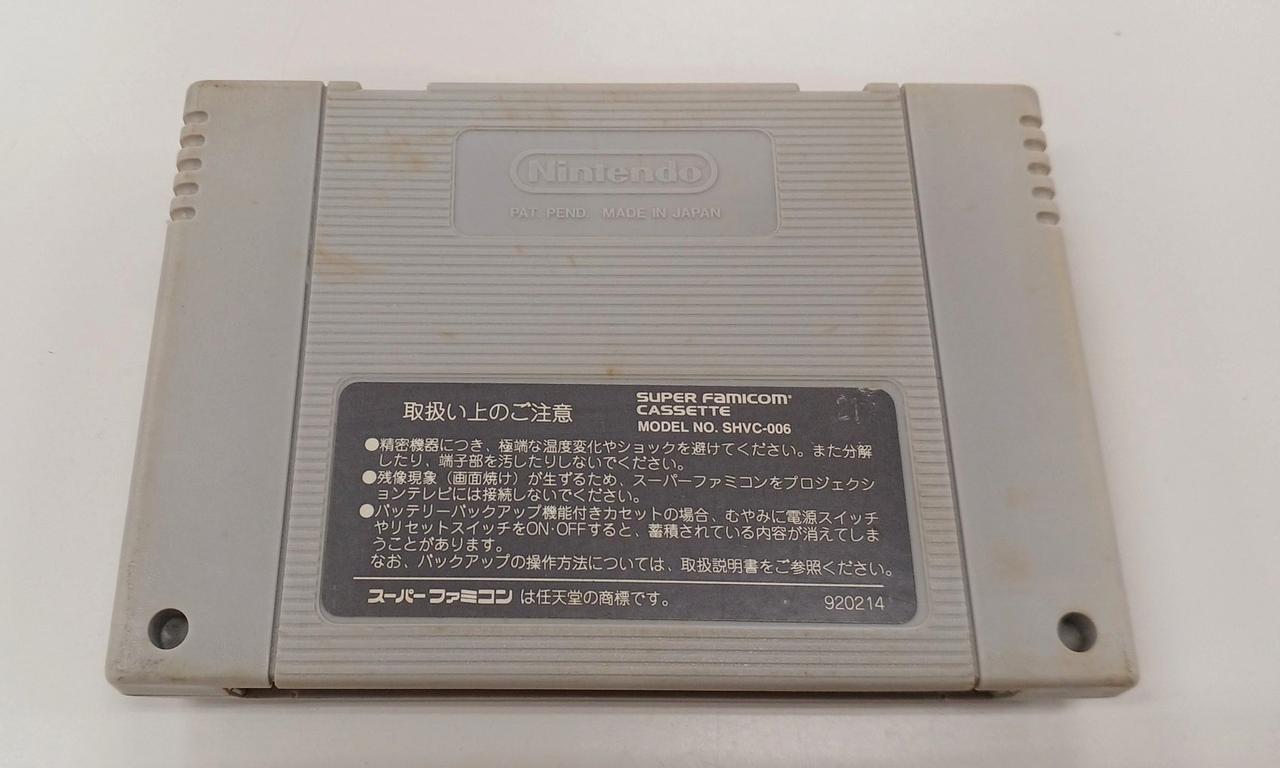 Nintendo
PAT. PEND. MADE IN JAPAN
取扱い上のご注意
SUPER FAMICOM
CASSETTE
MODEL NO. SHVC-006
●精密機器につき、極端な温度変化やショックを避けてください。また分解
したり、端子部を汚したりしないでください。
●残像現象（画面焼け）が生ずるため、スーパーファミコンをプロジェクシ
ョンテレビには接続しないでください。
●バッテリーバックアップ機能付きカセットの場合、むやみに電源スイッチ
やリセットスイッチをON·OFFすると、蓄積されている内容が消えてしま
うことがあります。
なお、バックアップの操作方法については、取扱説明書をご参照ください。
スーパーファミコン は任天堂の商標です。
920214